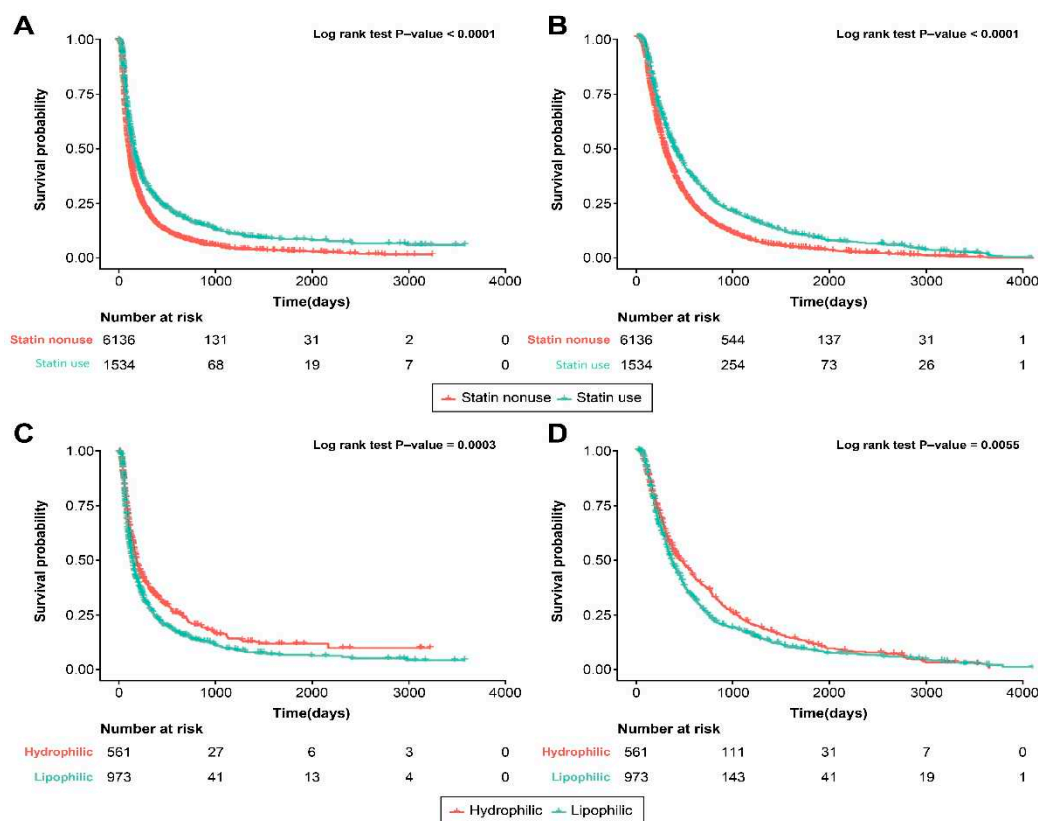 A
Log rank test P-value < 0.0001
1.00
0.75
0.50
0.25
0.00
Survival probability
0 1000 2000 3000 4000
Time(days)
Number at risk
Statin nonuse 6136 131 31 2 0
Statin use 1534 68 19 7 0
B
Log rank test P-value < 0.0001
1.00
0.75
0.50
0.25
0.00
Survival probability
0 1000 2000 3000 4000
Time(days)
Number at risk
Statin nonuse 6136 544 137 31 1
Statin use 1534 254 73 26 1
Statin nonuse Statin use
C
Log rank test P-value = 0.0003
1.00
0.75
0.50
0.25
0.00
Survival probability
0 1000 2000 3000 4000
Time(days)
Number at risk
Hydrophilic 561 27 6 3 0
Lipophilic 973 41 13 4 0
D
Log rank test P-value = 0.0055
1.00
0.75
0.50
0.25
0.00
Survival probability
0 1000 2000 3000 4000
Time(days)
Number at risk
Hydrophilic 561 111 31 7 0
Lipophilic 973 143 41 19 1
Hydrophilic Lipophilic